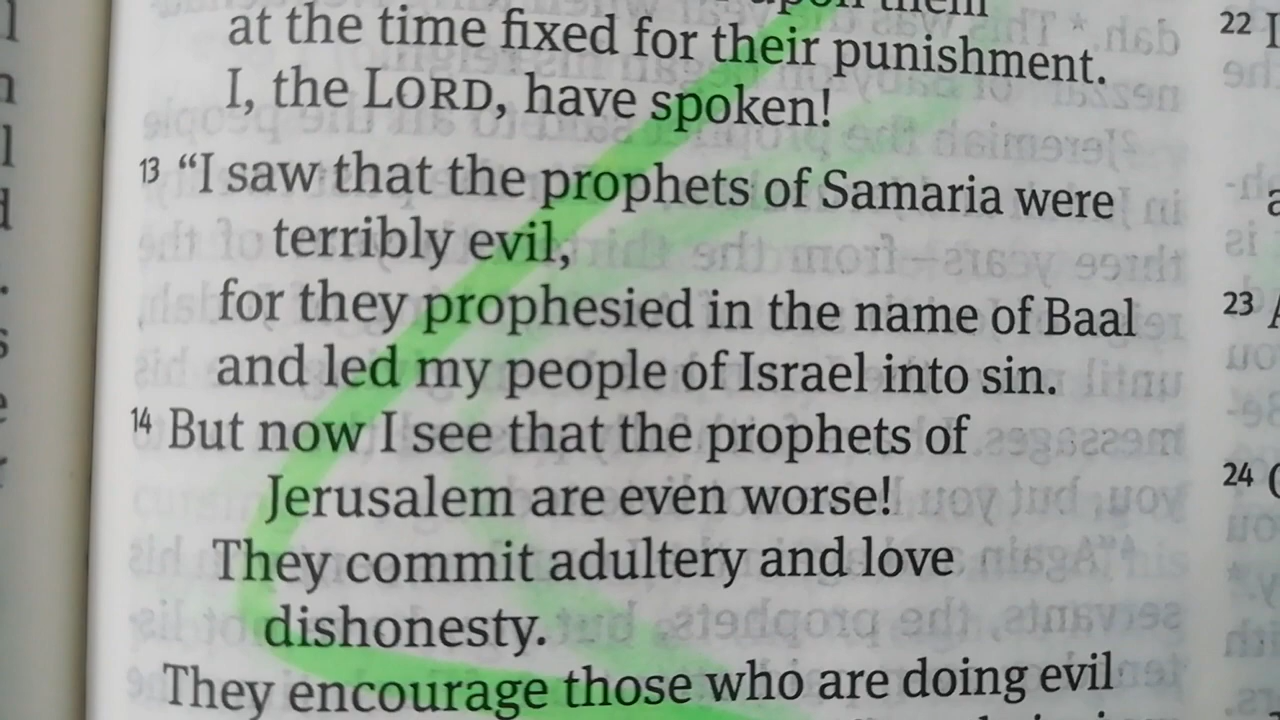 upon them
at the time fixed for their punishment.
I, the LORD, have spoken!
13 “I saw that the prophets of Samaria were
terribly evil,
for they prophesied in the name of Baal
and led my people of Israel into sin.
14 But now I see that the prophets of
Jerusalem are even worse!
They commit adultery and love
dishonesty.
They encourage those who are doing evil
22
23
24